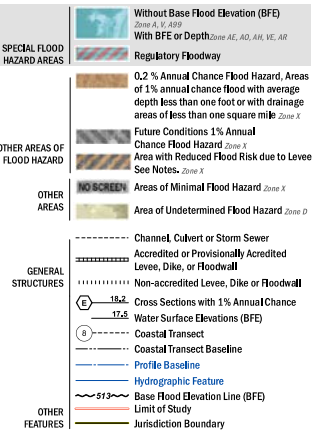 Without Base Flood Elevation (BFE)
Zone A, V, A99
With BFE or Depth Zone AE, AO, AH, VE, AR
SPECIAL FLOOD
HAZARD AREAS
Regulatory Floodway
0.2 % Annual Chance Flood Hazard, Areas
of 1% annual chance flood with average
depth less than one foot or with drainage
areas of less than one square mile Zone X
Future Conditions 1% Annual
Chance Flood Hazard Zone X
OTHER AREAS OF
FLOOD HAZARD
Area with Reduced Flood Risk due to Levee
See Notes. Zone X
NO SCREEN Areas of Minimal Flood Hazard Zone X
OTHER
AREAS
Area of Undetermined Flood Hazard Zone D
Channel, Culvert or Storm Sewer
GENERAL
STRUCTURES
Accredited or Provisionally Acredited
Levee, Dike, or Floodwall
Non-accredited Levee, Dike or Floodwall
E 18.2 Cross Sections with 1% Annual Chance
17.5 Water Surface Elevations (BFE)
8 Coastal Transect
Coastal Transect Baseline
Profile Baseline
Hydrographic Feature
513 Base Flood Elevation Line (BFE)
OTHER
FEATURES
Limit of Study
Jurisdiction Boundary